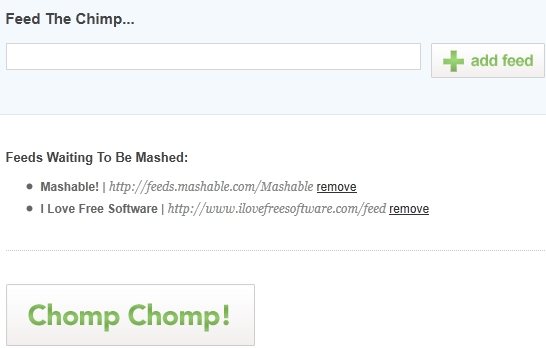 Feed The Chimp...
add feed
Feeds Waiting To Be Mashed:
Mashable! | http://feeds.mashable.com/Mashable remove
I Love Free Software | http://www.ilovefreesoftware.com/feed remove
Chomp Chomp!